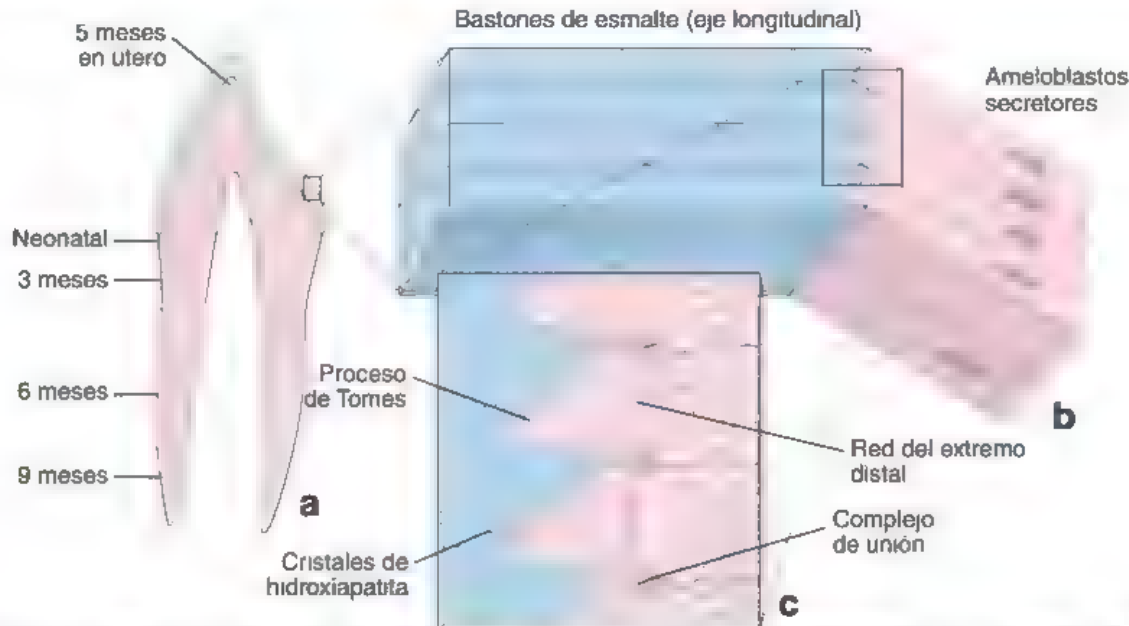 Bastones de esmalte (eje longitudinal)
5 meses
en utero
Ameloblastos
secretores
Neonatal
3 meses
6 meses
9 meses
a
b
Proceso
de Tomes
Red del extremo
distal
Complejo
de unión
Cristales de
hidroxiapatita
c